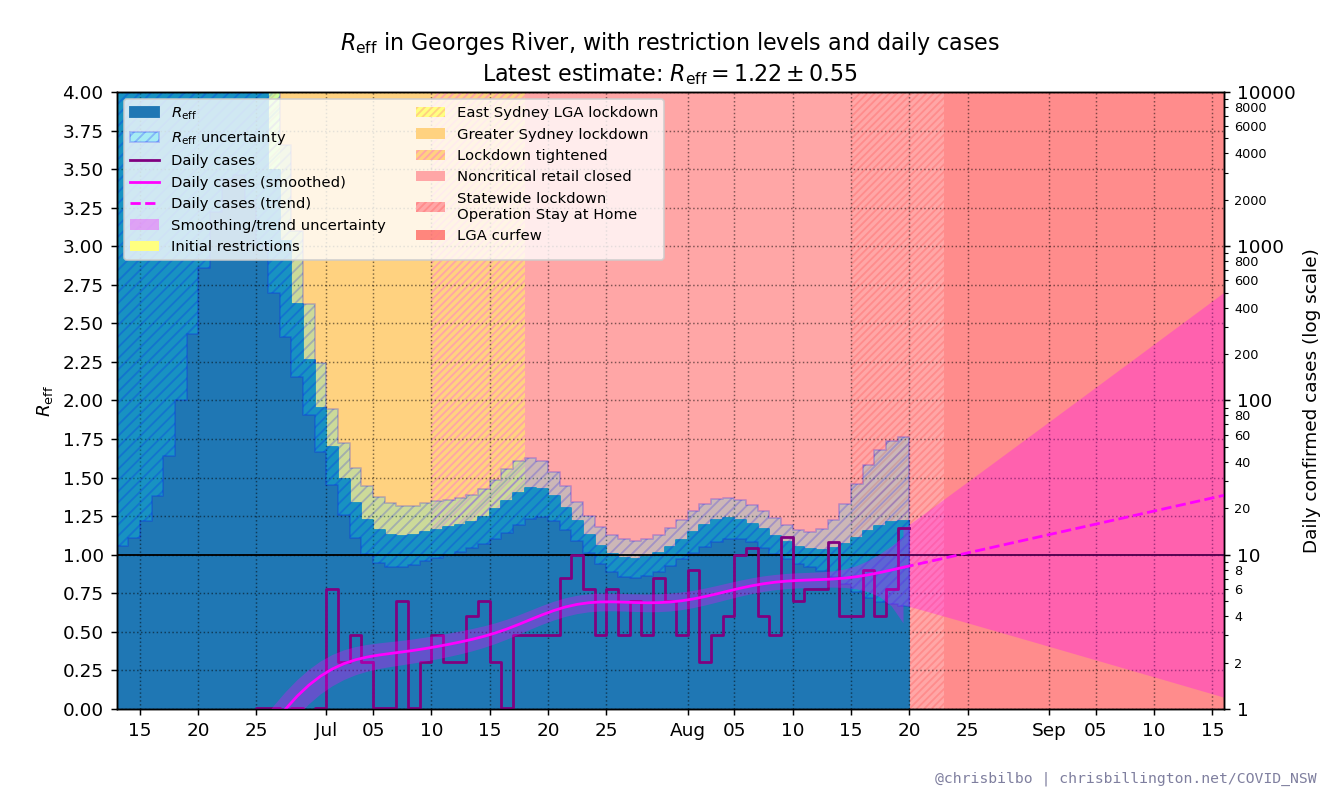 Reff in Georges River, with restriction levels and daily cases
Latest estimate: Reff = 1.22 ± 0.55
Reff
Reff uncertainty
Daily cases
Daily cases (smoothed)
Daily cases (trend)
Smoothing/trend uncertainty
Initial restrictions
East Sydney LGA lockdown
Greater Sydney lockdown
Lockdown tightened
Noncritical retail closed
Statewide lockdown
Operation Stay at Home
LGA curfew
Reff
4.00
3.75
3.50
3.25
3.00
2.75
2.50
2.25
2.00
1.75
1.50
1.25
1.00
0.75
0.50
0.25
0.00
15 20 25 Jul 05 10 15 20 25 Aug 05 10 15 20 25 Sep 05 10 15
10000
8000
6000
4000
2000
1000
800
600
400
200
100
80
60
40
20
10
8
6
4
2
1
Daily confirmed cases (log scale)
@chrisbilbo | chrisbillington.net/COVID_NSW